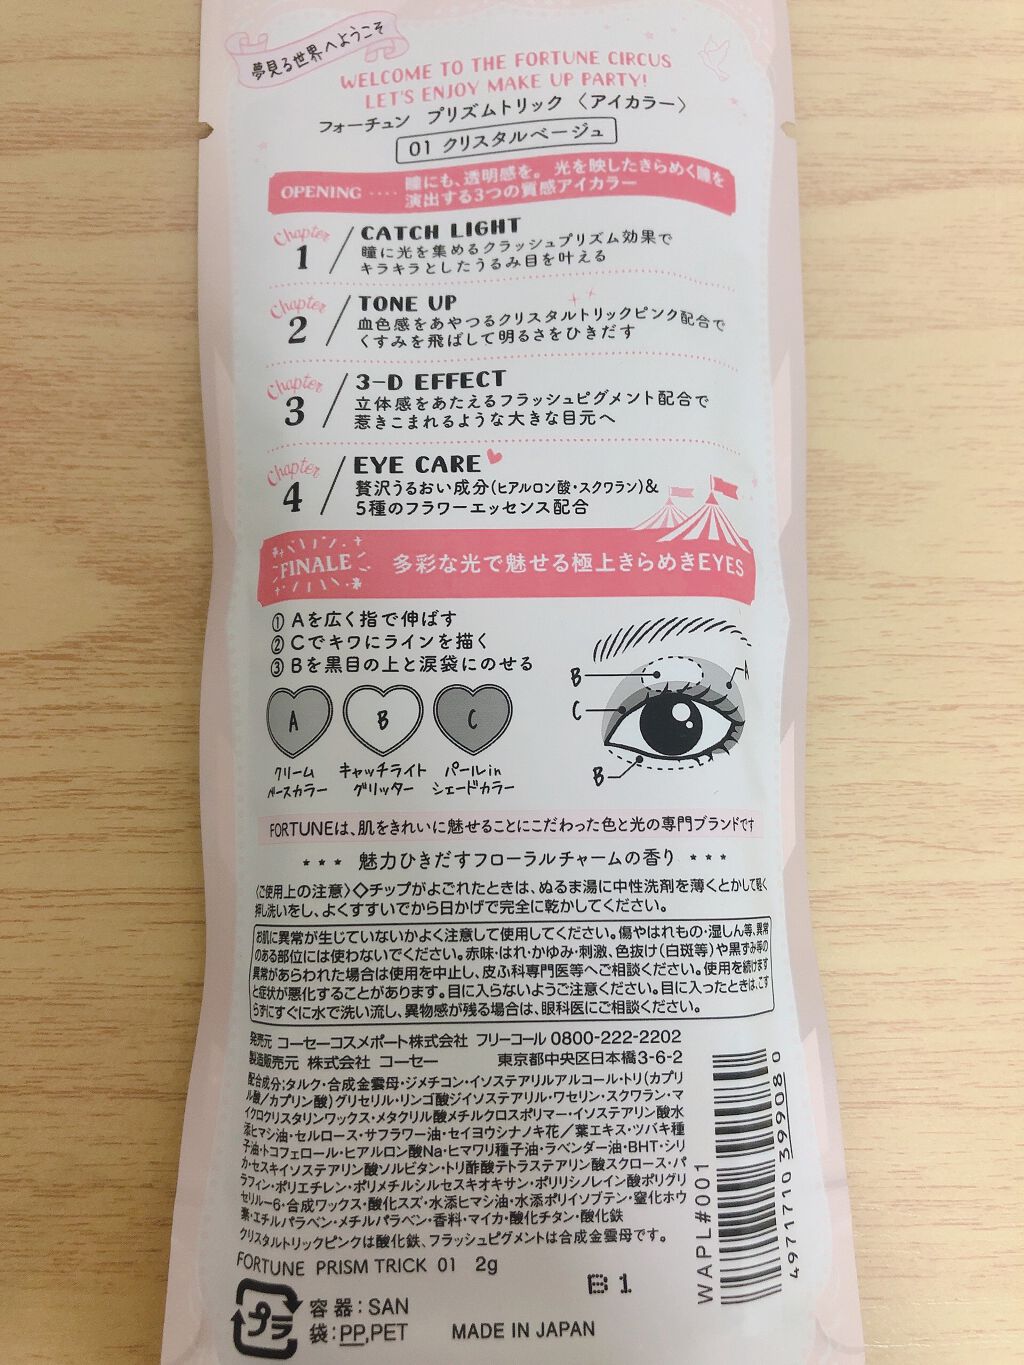 夢見る世界へようこそ
WELCOME TO THE FORTUNE CIRCUS
LET'S ENJOY MAKE UP PARTY!
フォーチュン プリズムトリック 〈アイカラー〉
01 クリスタルベージュ
OPENING ···· 瞳にも、透明感を。光を映したきらめく瞳を
演出する3つの質感アイカラー
Chapter
1
CATCH LIGHT
瞳に光を集めるクラッシュプリズム効果で
キラキラとしたうるみ目を叶える
Chapter
2
TONE UP
血色感をあやつるクリスタルトリックピンク配合で
くすみを飛ばして明るさをひきだす
Chapter
3
3-D EFFECT
立体感をあたえるフラッシュピグメント配合で
惹きこまれるような大きな目元へ
Chapter
4
EYE CARE
贅沢うるおい成分(ヒアルロン酸・スクワラン)&
5種のフラワーエッセンス配合
FINALE 多彩な光で魅せる極上きらめきEYES
① Aを広く指で伸ばす
② Cでキワにラインを描く
③ Bを黒目の上と涙袋にのせる
A B C
クリーム
ベースカラー
キャッチライト
グリッター
パールin
シェードカラー
B
A
C
B
FORTUNEは、肌をきれいに魅せることにこだわった色と光の専門ブランドです
*** 魅力ひきだすフローラルチャームの香り ***
〈ご使用上の注意〉◇チップがよごれたときは、ぬるま湯に中性洗剤を薄くとかして軽く
押し洗いをし、よくすすいでから日かげで完全に乾かしてください。
お肌に異常が生じていないかよく注意して使用してください。傷やはれもの・湿しん等、異常
のある部位には使わないでください。赤味・はれ・かゆみ・刺激、色抜け(白斑等)や黒ずみ等の
異常があらわれた場合は使用を中止し、皮ふ科専門医等へご相談ください。使用を続けます
と症状が悪化することがあります。目に入らないようご注意ください。目に入ったときは、こす
らずにすぐに水で洗い流し、異物感が残る場合は、眼科医にご相談ください。
発売元 コーセーコスメポート株式会社 フリーコール 0800-222-2202
製造販売元 株式会社 コーセー 東京都中央区日本橋3-6-2
配合成分;タルク・合成金雲母・ジメチコン・イソステアリルアルコール・トリ(カプリ
ル酸/カプリン酸)グリセリル・リンゴ酸ジイソステアリル・ワセリン・スクワラン・マ
イクロクリスタリンワックス・メタクリル酸メチルクロスポリマー・イソステアリン酸水
添ヒマシ油・セルロース・サフラワー油・セイヨウシナノキ花/葉エキス・ツバキ種
子油・トコフェロール・ヒアルロン酸Na・ヒマワリ種子油・ラベンダー油・BHT・シリ
カ・セスキイソステアリン酸ソルビタン・トリ酢酸テトラステアリン酸スクロース・パ
ラフィン・ポリエチレン・ポリメチルシルセスキオキサン・ポリリシノレイン酸ポリグリ
セリル-6・合成ワックス・酸化スズ・水添ヒマシ油・水添ポリイソブテン・窒化ホウ
素・エチルパラベン・メチルパラベン・香料・マイカ・酸化チタン・酸化鉄
クリスタルトリックピンクは酸化鉄、フラッシュピグメントは合成金雲母です。
FORTUNE PRISM TRICK 01 2g
B1
プラ
容器:SAN
袋:PP,PET
MADE IN JAPAN
WAPL#001
4971710 399080